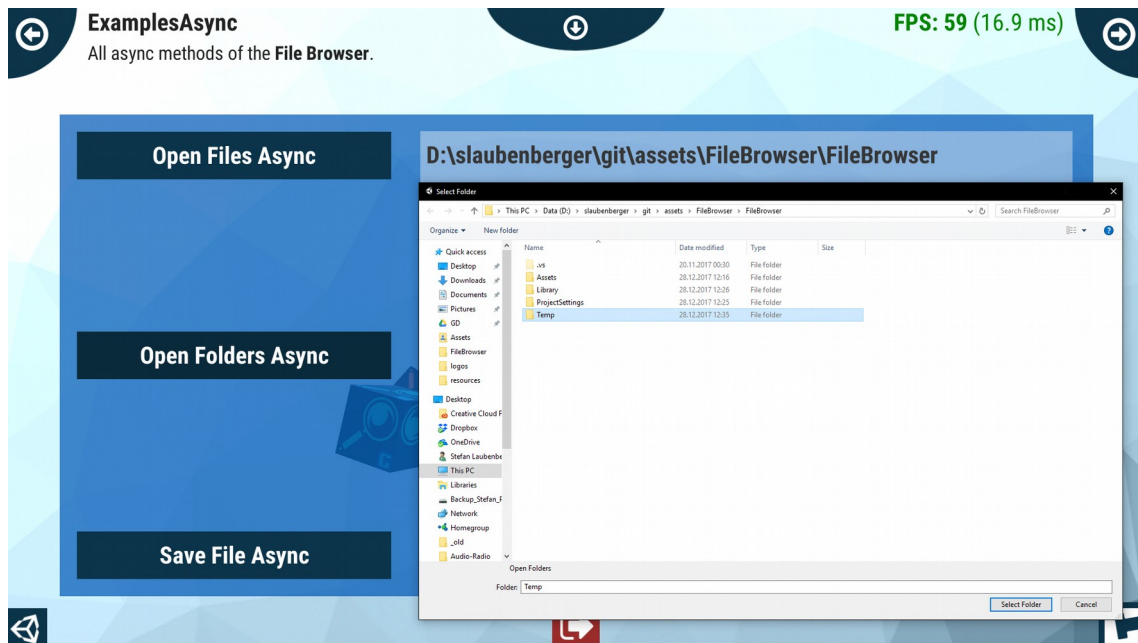 ExamplesAsync
FPS: 59 (16.9 ms)
All async methods of the File Browser.
Open Files Async
D:\slaubenberger\git\assets\FileBrowser\FileBrowser
Select Folder
This PC > Data (D:) > slaubenberger > git > assets > FileBrowser > FileBrowser
Search FileBrowser
Organize
New folder
Name Date modified Type Size
.vs 20.11.2017 00:30 File folder
Assets 28.12.2017 12:16 File folder
Library 28.12.2017 12:26 File folder
ProjectSettings 28.12.2017 12:25 File folder
Temp 28.12.2017 12:35 File folder
Quick access
Desktop
Downloads
Documents
Pictures
GD
Assets
FileBrowser
logos
resources
Desktop
Creative Cloud F
Dropbox
OneDrive
Stefan Laubenbe
This PC
Libraries
Backup_Stefan_F
Network
Homegroup
_old
Audio-Radio
Open Folders Async
Save File Async
Open Folders
Folder: Temp
Select Folder
Cancel